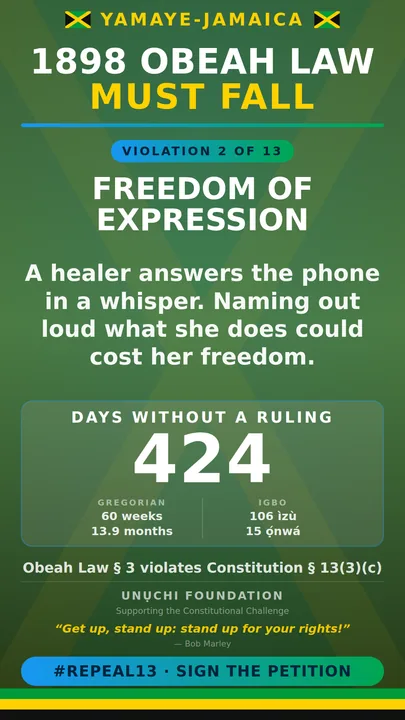 YAMAYE-JAMAICA
1898 OBEAH LAW
MUST FALL
VIOLATION 2 OF 13
FREEDOM OF
EXPRESSION
A healer answers the phone
in a whisper. Naming out
loud what she does could
cost her freedom.
DAYS WITHOUT A RULING
424
GREGORIAN
60 weeks
13.9 months
IGBO
106 ìzù
15 ọ́nwá
Obeah Law § 3 violates Constitution § 13(3)(c)
UNỤCHI FOUNDATION
Supporting the Constitutional Challenge
“Get up, stand up: stand up for your rights!”
— Bob Marley
#REPEAL13 · SIGN THE PETITION